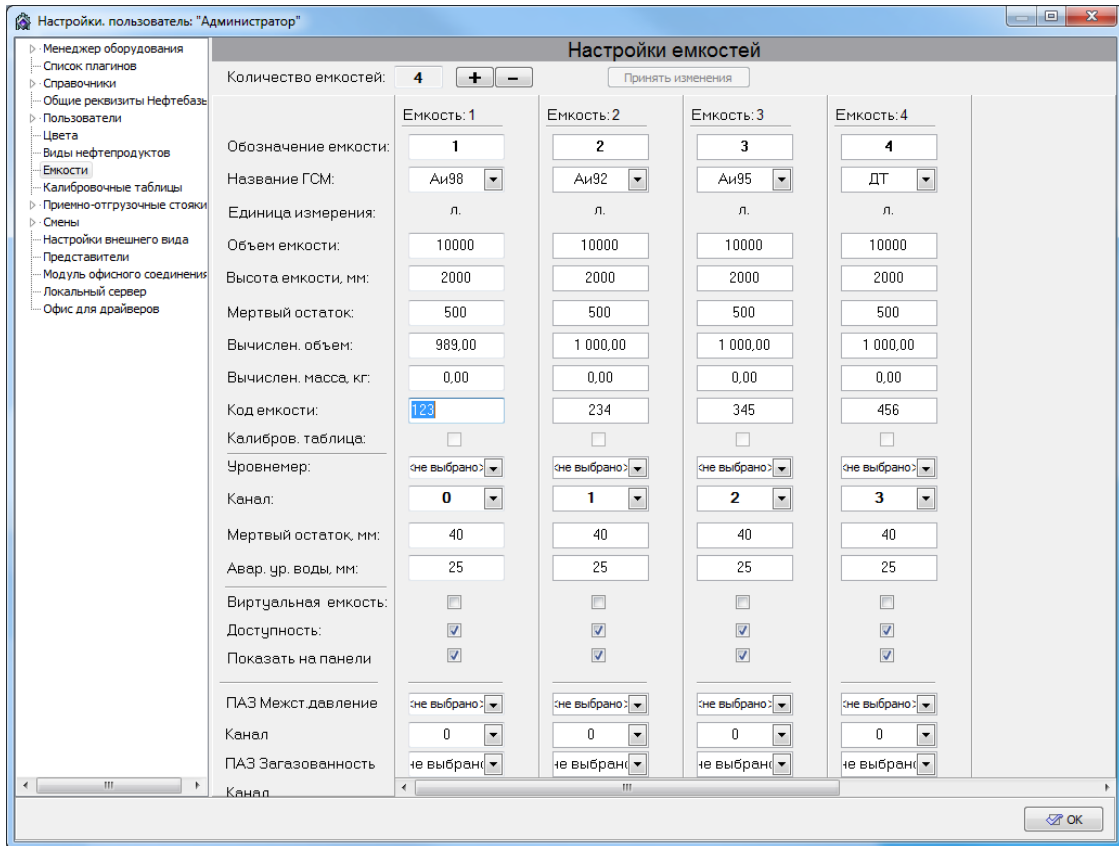 Настройки. пользователь: "Администратор"
Менеджер оборудования
Список плагинов
Справочники
Общие реквизиты Нефтебазь
Пользователи
Цвета
Виды нефтепродуктов
Емкости
Калибровочные таблицы
Приемно-отгрузочные стояки
Смены
Настройки внешнего вида
Представители
Модуль офисного соединения
Локальный сервер
Офис для драйверов
Настройки емкостей
Количество емкостей: 4 + − Принять изменения
Емкость: 1 Емкость: 2 Емкость: 3 Емкость: 4
Обозначение емкости: 1 2 3 4
Название ГСМ: Аи98 Аи92 Аи95 ДТ
Единица измерения: л. л. л. л.
Объем емкости: 10000 10000 10000 10000
Высота емкости, мм: 2000 2000 2000 2000
Мертвый остаток: 500 500 500 500
Вычислен. объем: 989,00 1 000,00 1 000,00 1 000,00
Вычислен. масса, кг: 0,00 0,00 0,00 0,00
Код емкости: 123 234 345 456
Калибров. таблица:
Уровнемер: <не выбрано> <не выбрано> <не выбрано> <не выбрано>
Канал: 0 1 2 3
Мертвый остаток, мм: 40 40 40 40
Авар. ур. воды, мм: 25 25 25 25
Виртуальная емкость:
Доступность:
Показать на панели
ПАЗ Межст.давление <не выбрано> <не выбрано> <не выбрано> <не выбрано>
Канал 0 0 0 0
ПАЗ Загазованность не выбрано не выбрано не выбрано не выбрано
Канал
OK